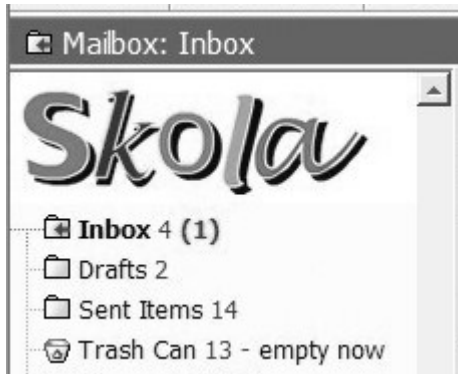 Mailbox: Inbox
Skola
Inbox 4 (1)
Drafts 2
Sent Items 14
Trash Can 13 - empty now